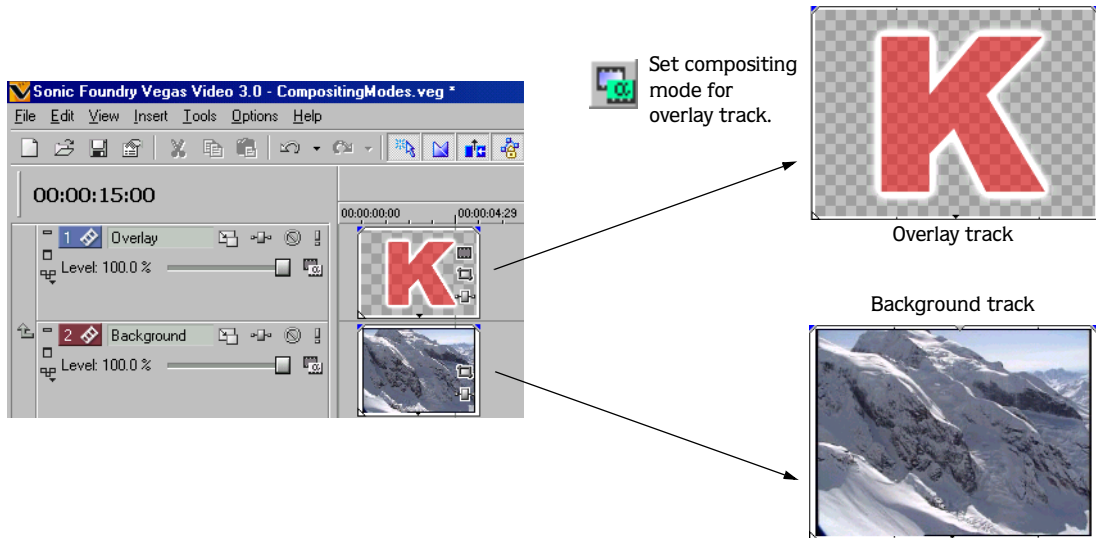 Sonic Foundry Vegas Video 3.0 - CompositingModes.veg *
File Edit View Insert Tools Options Help
00:00:15:00
00:00:00:00 00:00:04;29
1 Overlay
Level: 100.0 %
2 Background
Level: 100.0 %
α
Set compositing
mode for
overlay track.
K
K
Overlay track
Background track